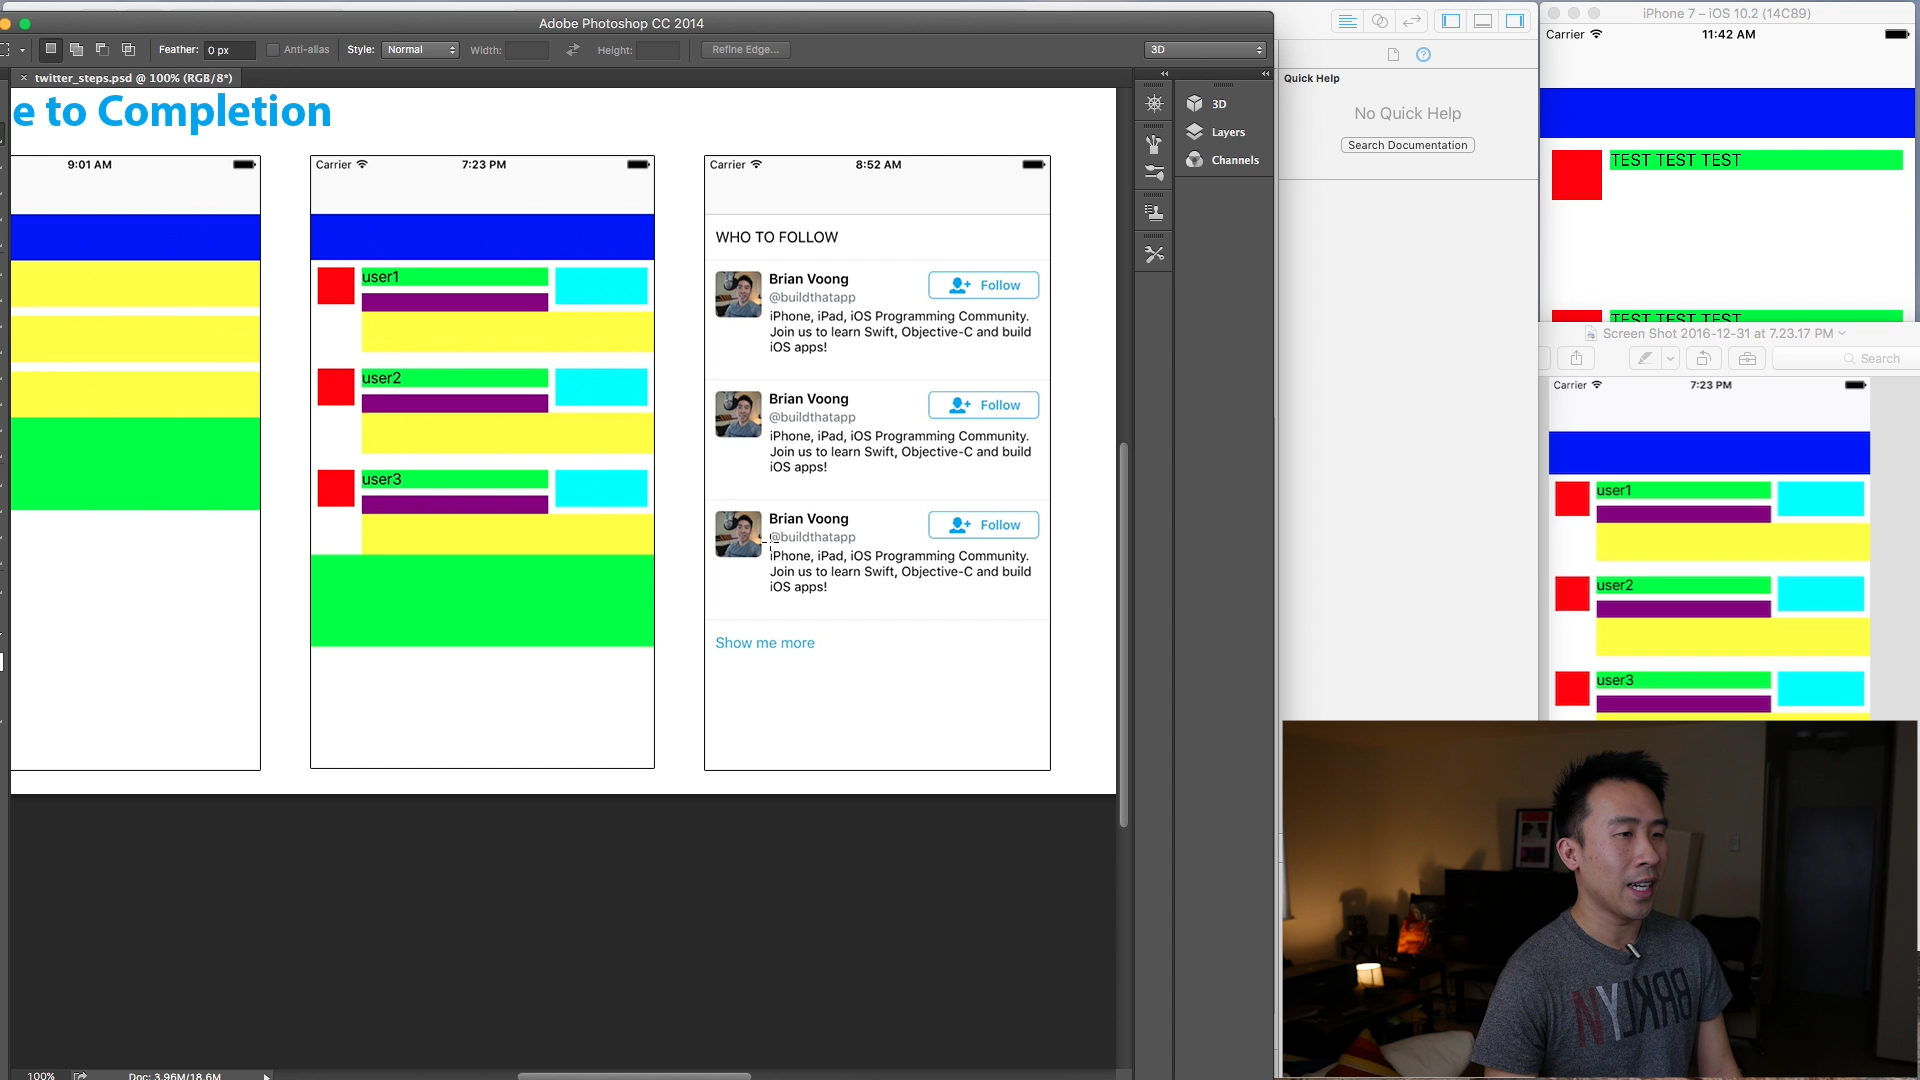 Adobe Photoshop CC 2014
Feather: 0 px
Anti-alias
Style: Normal
Width:
Height:
Refine Edge...
3D
twitter_steps.psd @ 100% (RGB/8*)
e to Completion
9:01 AM
Carrier
7:23 PM
user1
user2
user3
Carrier
8:52 AM
WHO TO FOLLOW
Brian Voong
Follow
@buildthatapp
iPhone, iPad, iOS Programming Community.
Join us to learn Swift, Objective-C and build
iOS apps!
Brian Voong
Follow
@buildthatapp
iPhone, iPad, iOS Programming Community.
Join us to learn Swift, Objective-C and build
iOS apps!
Brian Voong
Follow
@buildthatapp
iPhone, iPad, iOS Programming Community.
Join us to learn Swift, Objective-C and build
iOS apps!
Show me more
3D
Layers
Channels
100%
Doc: 3.96M/18.6M
Quick Help
No Quick Help
Search Documentation
iPhone 7 – iOS 10.2 (14C89)
Carrier
11:42 AM
TEST TEST TEST
TEST TEST TEST
Screen Shot 2016-12-31 at 7.23.17 PM
Search
Carrier
7:23 PM
user1
user2
user3
BRKLYN